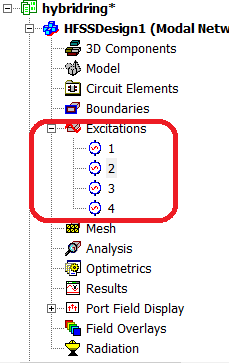 hybridring*
HFSSDesign1 (Modal Netw
3D Components
Model
Circuit Elements
Boundaries
Excitations
1
2
3
4
Mesh
Analysis
Optimetrics
Results
Port Field Display
Field Overlays
Radiation